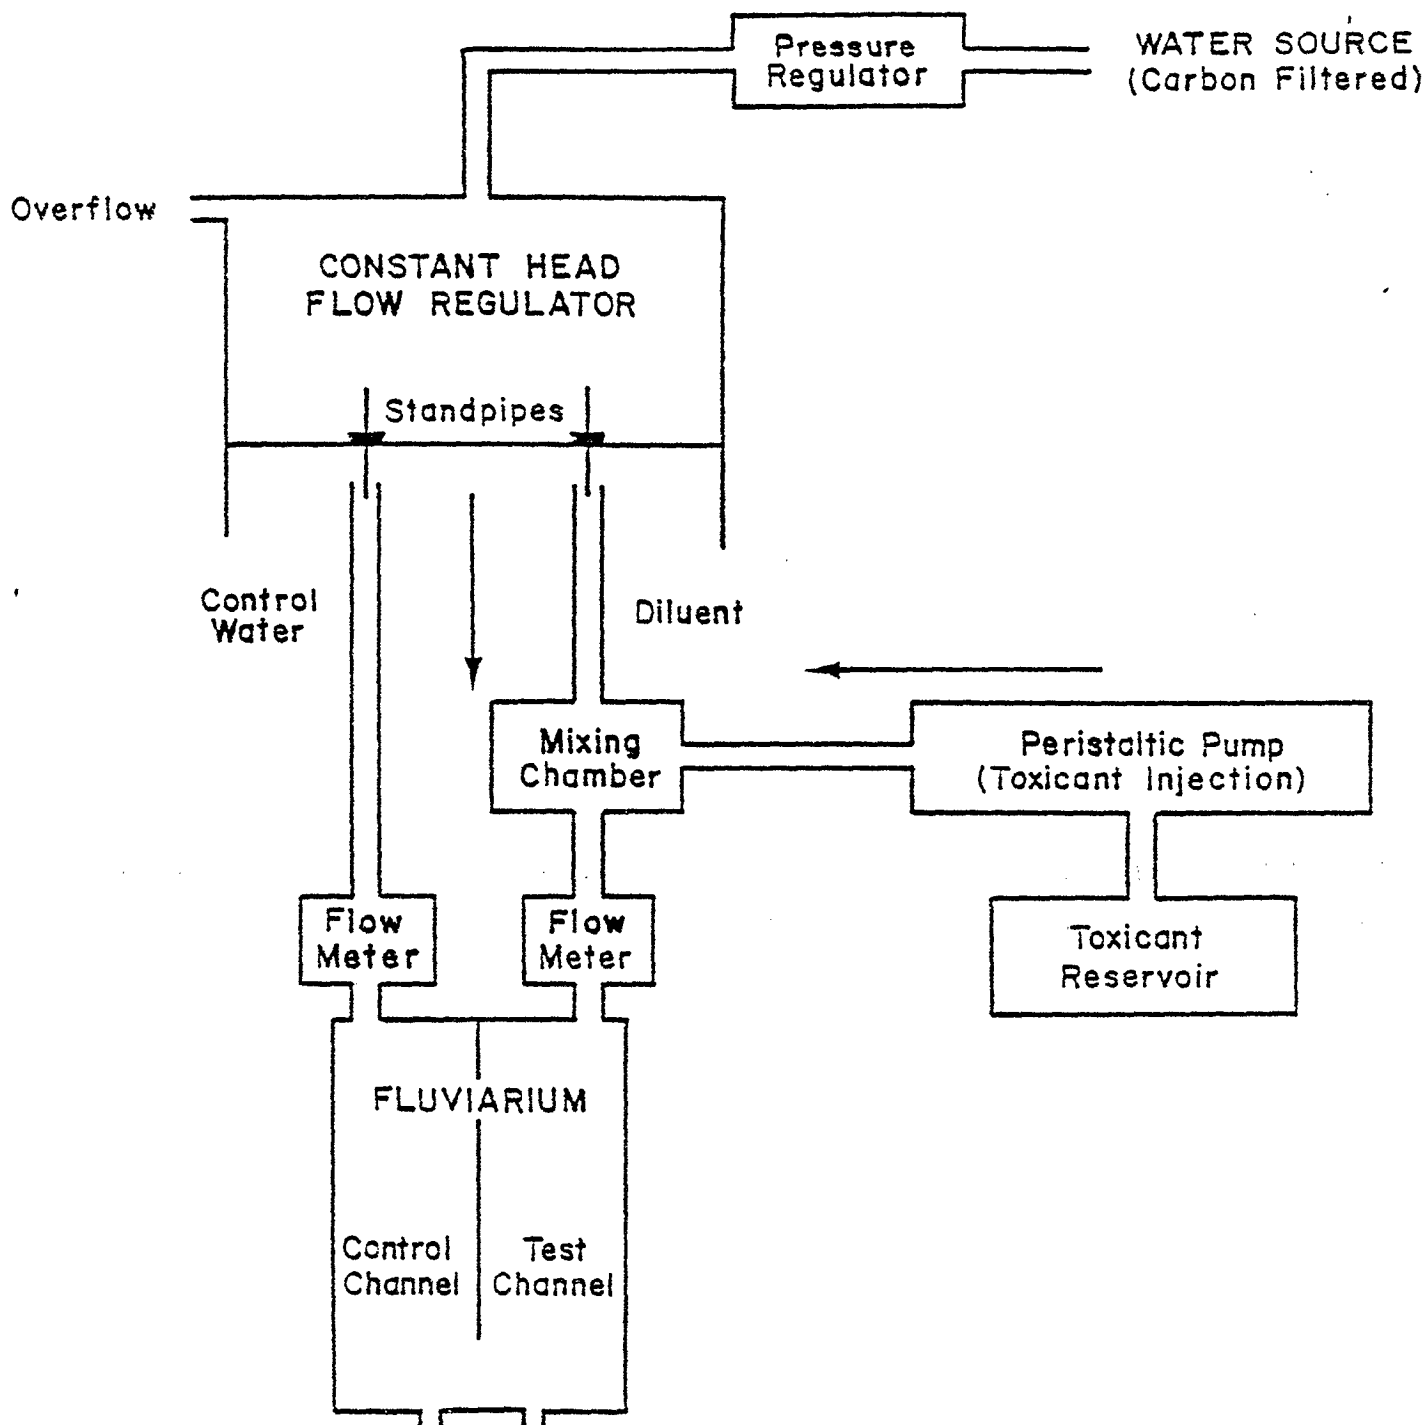 Pressure
Regulator
WATER SOURCE
(Carbon Filtered)
Overflow
CONSTANT HEAD
FLOW REGULATOR
Standpipes
Control
Water
Diluent
Mixing
Chamber
Peristaltic Pump
(Toxicant Injection)
Flow
Meter
Flow
Meter
Toxicant
Reservoir
FLUVIARIUM
Control
Channel
Test
Channel